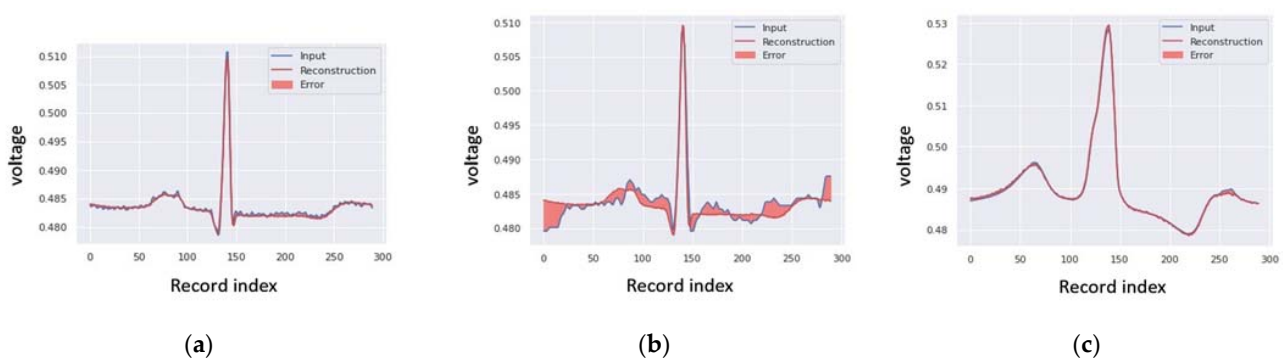 0.510
0.505
0.500
0.495
0.490
0.485
0.480
voltage
0 50 100 150 200 250 300
Record index
Input
Reconstruction
Error
(a)
0.510
0.505
0.500
0.495
0.490
0.485
0.480
voltage
0 50 100 150 200 250 300
Record index
Input
Reconstruction
Error
(b)
0.53
0.52
0.51
0.50
0.49
0.48
voltage
0 50 100 150 200 250 300
Record index
Input
Reconstruction
Error
(c)